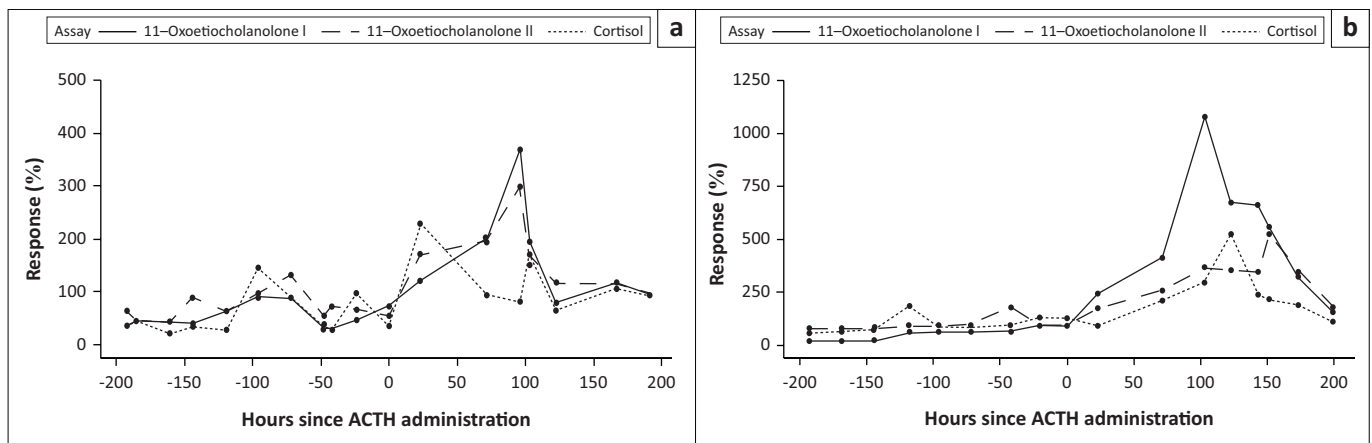 Assay 11–Oxoetiocholanolone I 11–Oxoetiocholanolone II Cortisol
a
500
400
300
200
100
0
Response (%)
-200 -150 -100 -50 0 50 100 150 200
Hours since ACTH administration
Assay 11–Oxoetiocholanolone I 11–Oxoetiocholanolone II Cortisol
b
1250
1000
750
500
250
0
Response (%)
-200 -150 -100 -50 0 50 100 150 200
Hours since ACTH administration